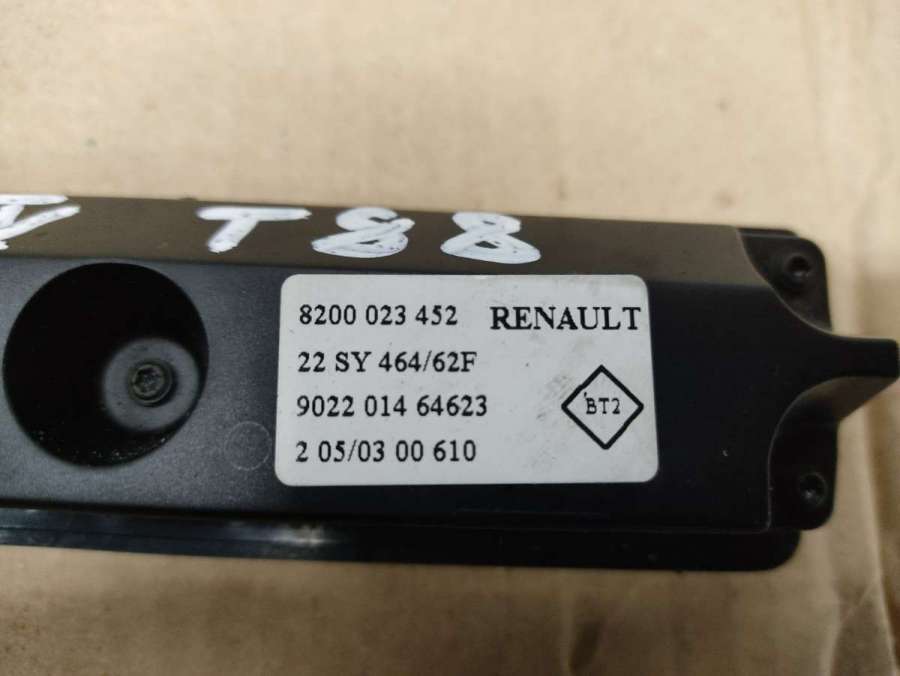 T88
8200 023 452 RENAULT
22 SY 464/62F
9022 014 64623
BT2
2 05/03 00 610